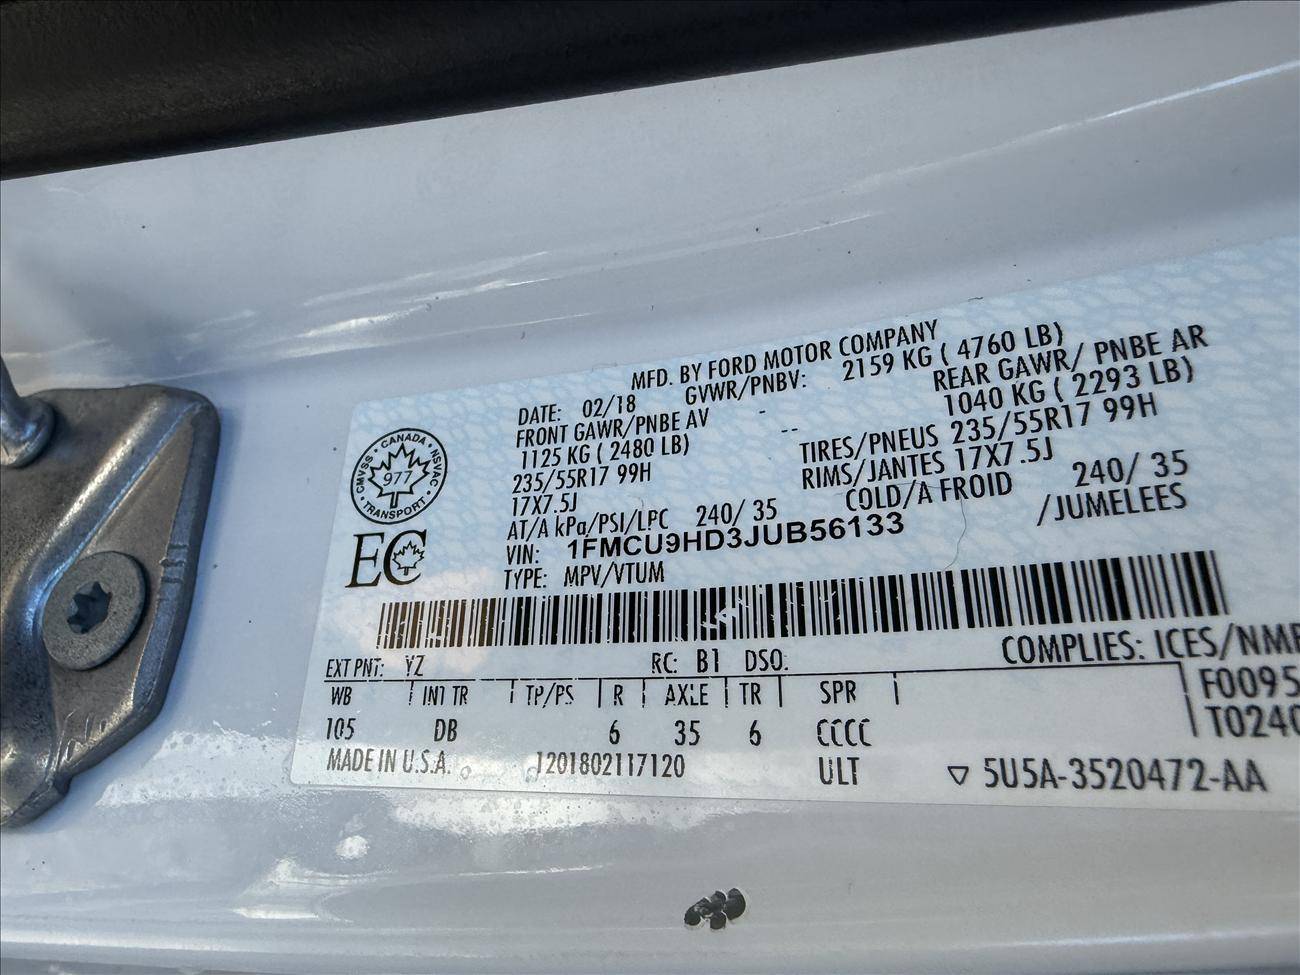 MFD. BY FORD MOTOR COMPANY
DATE: 02/18 GVWR/PNBV: 2159 KG ( 4760 LB)
FRONT GAWR/PNBE AV - REAR GAWR/ PNBE AR
1125 KG ( 2480 LB) -- 1040 KG ( 2293 LB)
235/55R17 99H TIRES/PNEUS 235/55R17 99H
17X7.5J RIMS/JANTES 17X7.5J
AT/A kPa/PSI/LPC 240/ 35 COLD/A FROID 240/ 35
VIN: 1FMCU9HD3JUB56133 /JUMELEES
TYPE: MPV/VTUM
CANADA
CMVSS NSVAC
977
TRANSPORT
EC
COMPLIES: ICES/NMB
EXT PNT: YZ RC: B1 DSO:
WB INT TR TP/PS R AXLE TR SPR F0095
105 DB 6 35 6 CCCC T0240
MADE IN U.S.A. 1201802117120 ULT ▽ 5U5A-3520472-AA